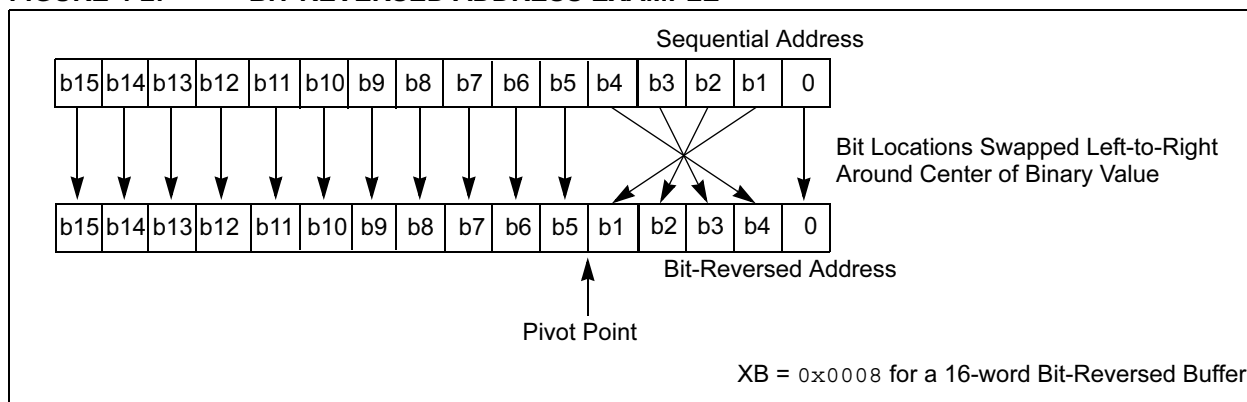 Sequential Address
b15 b14 b13 b12 b11 b10 b9 b8 b7 b6 b5 b4 b3 b2 b1 0
Bit Locations Swapped Left-to-Right
Around Center of Binary Value
b15 b14 b13 b12 b11 b10 b9 b8 b7 b6 b5 b1 b2 b3 b4 0
Bit-Reversed Address
Pivot Point
XB = 0x0008 for a 16-word Bit-Reversed Buffer